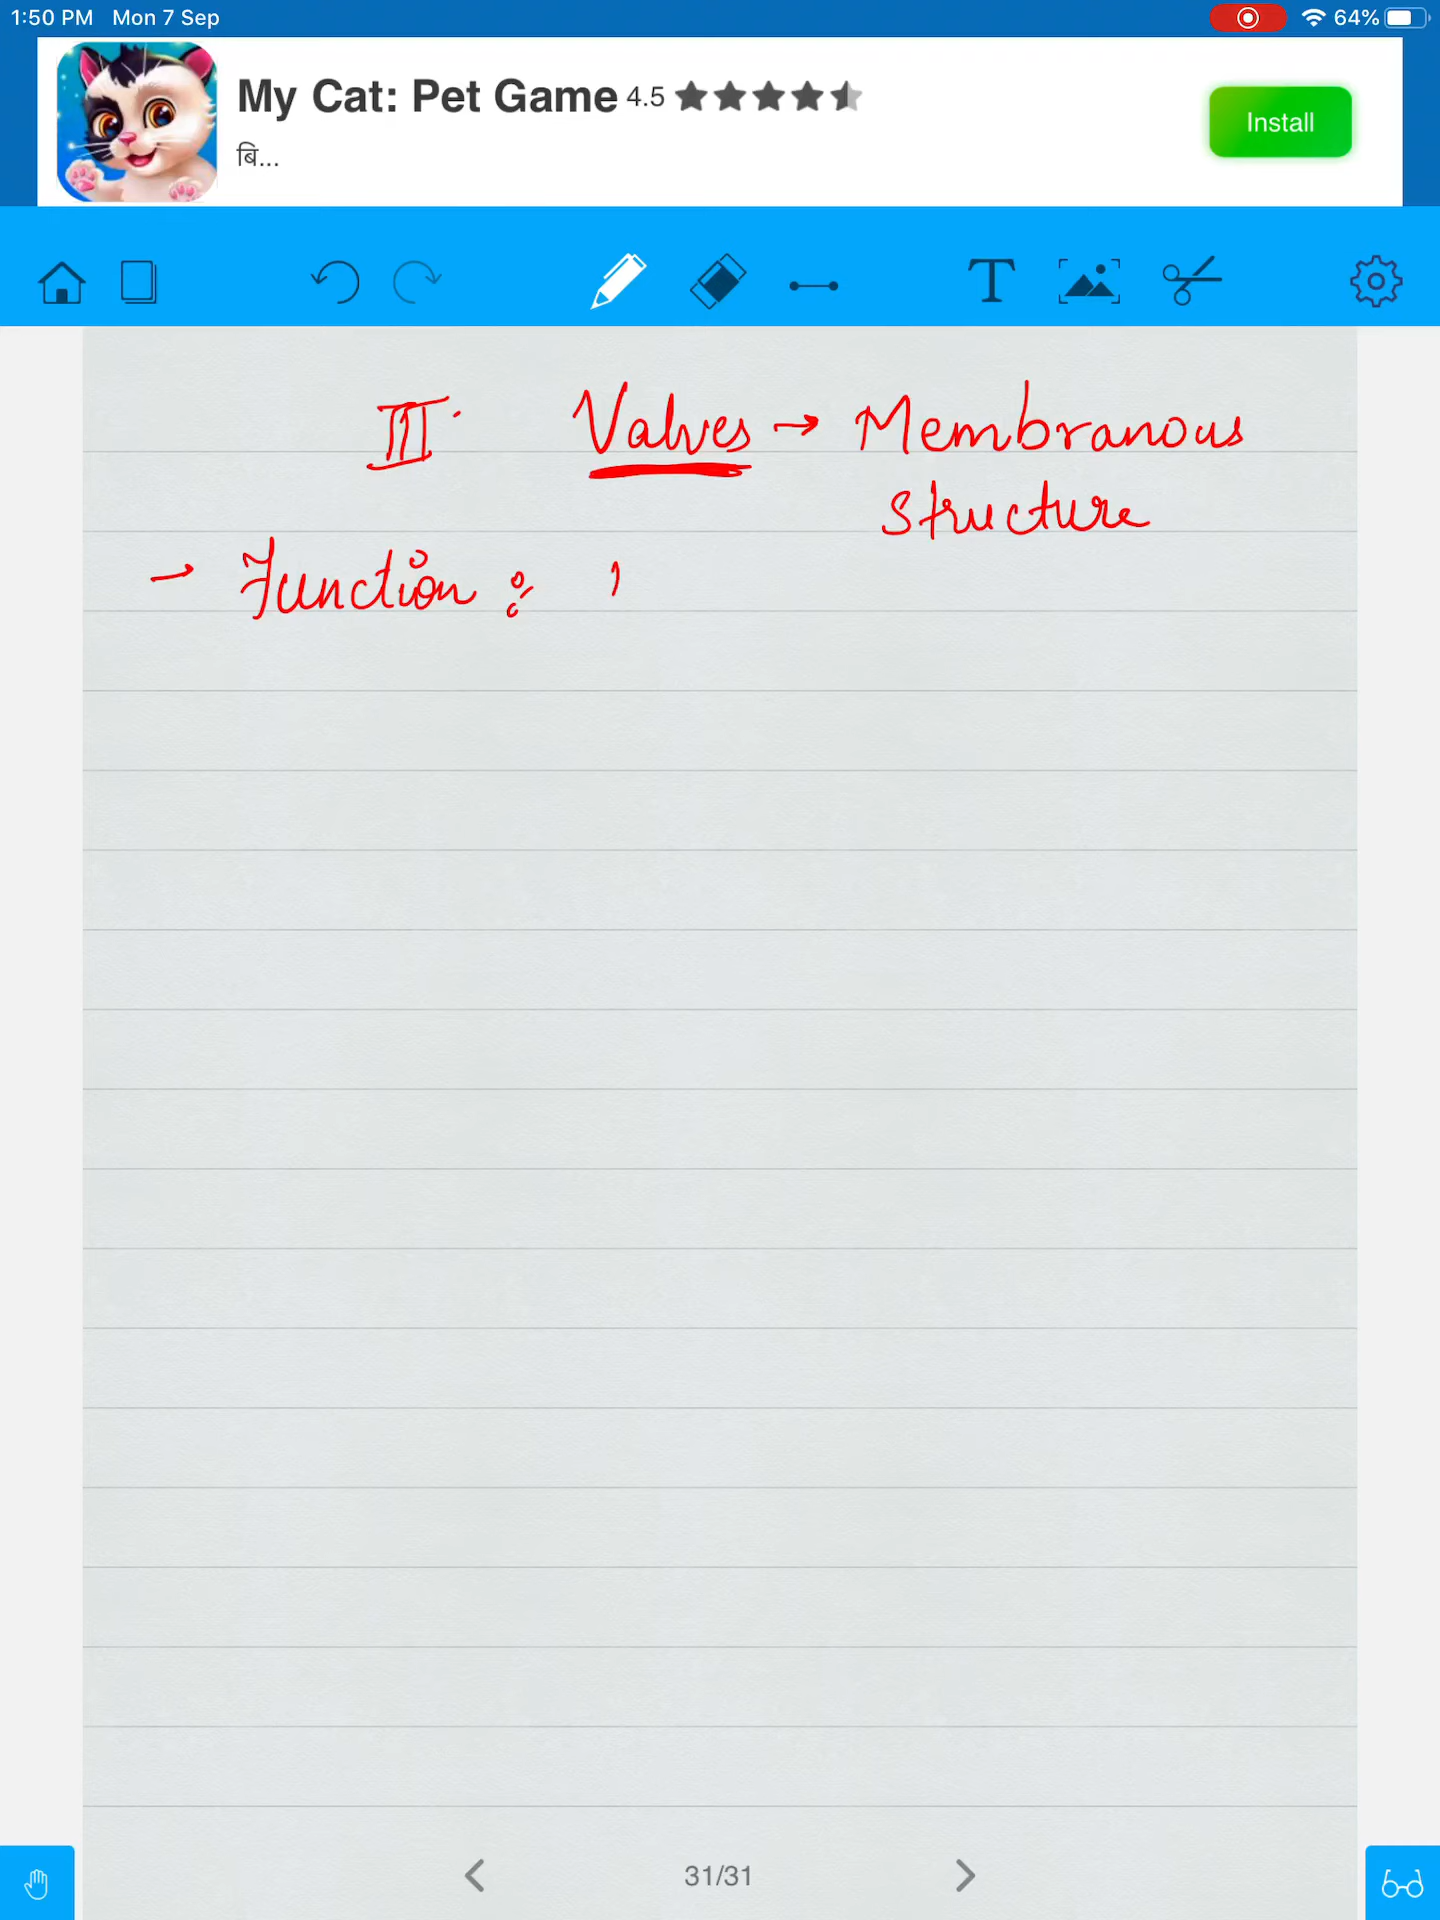 1:50 PM Mon 7 Sep 64%
My Cat: Pet Game 4.5
बि...
Install
T
III. Valves → Membranous
structure
→ Function :
31/31